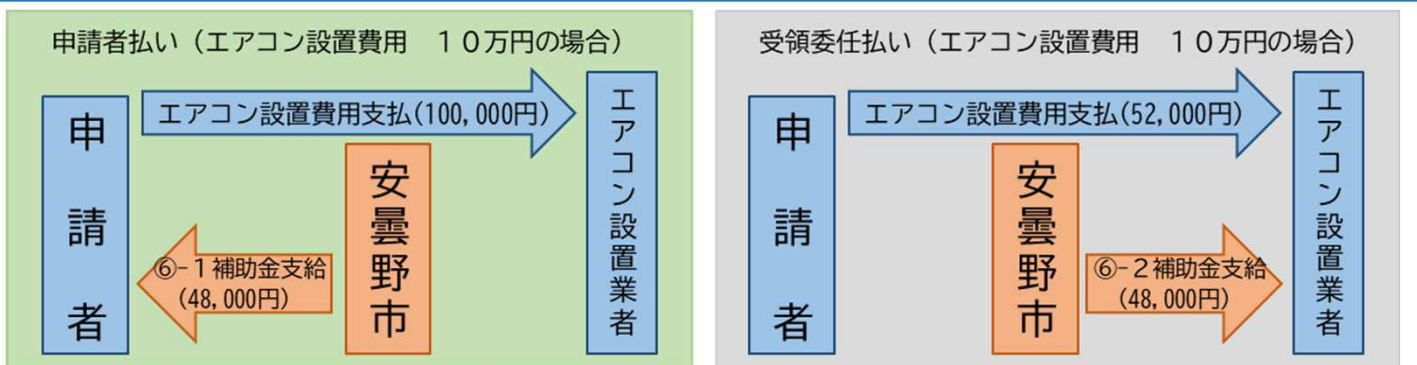 申請者払い（エアコン設置費用　１０万円の場合）
申請者
エアコン設置費用支払(100,000円)
エアコン設置業者
安曇野市
⑥-１補助金支給
(48,000円)
受領委任払い（エアコン設置費用　１０万円の場合）
申請者
エアコン設置費用支払(52,000円)
エアコン設置業者
安曇野市
⑥-２補助金支給
(48,000円)